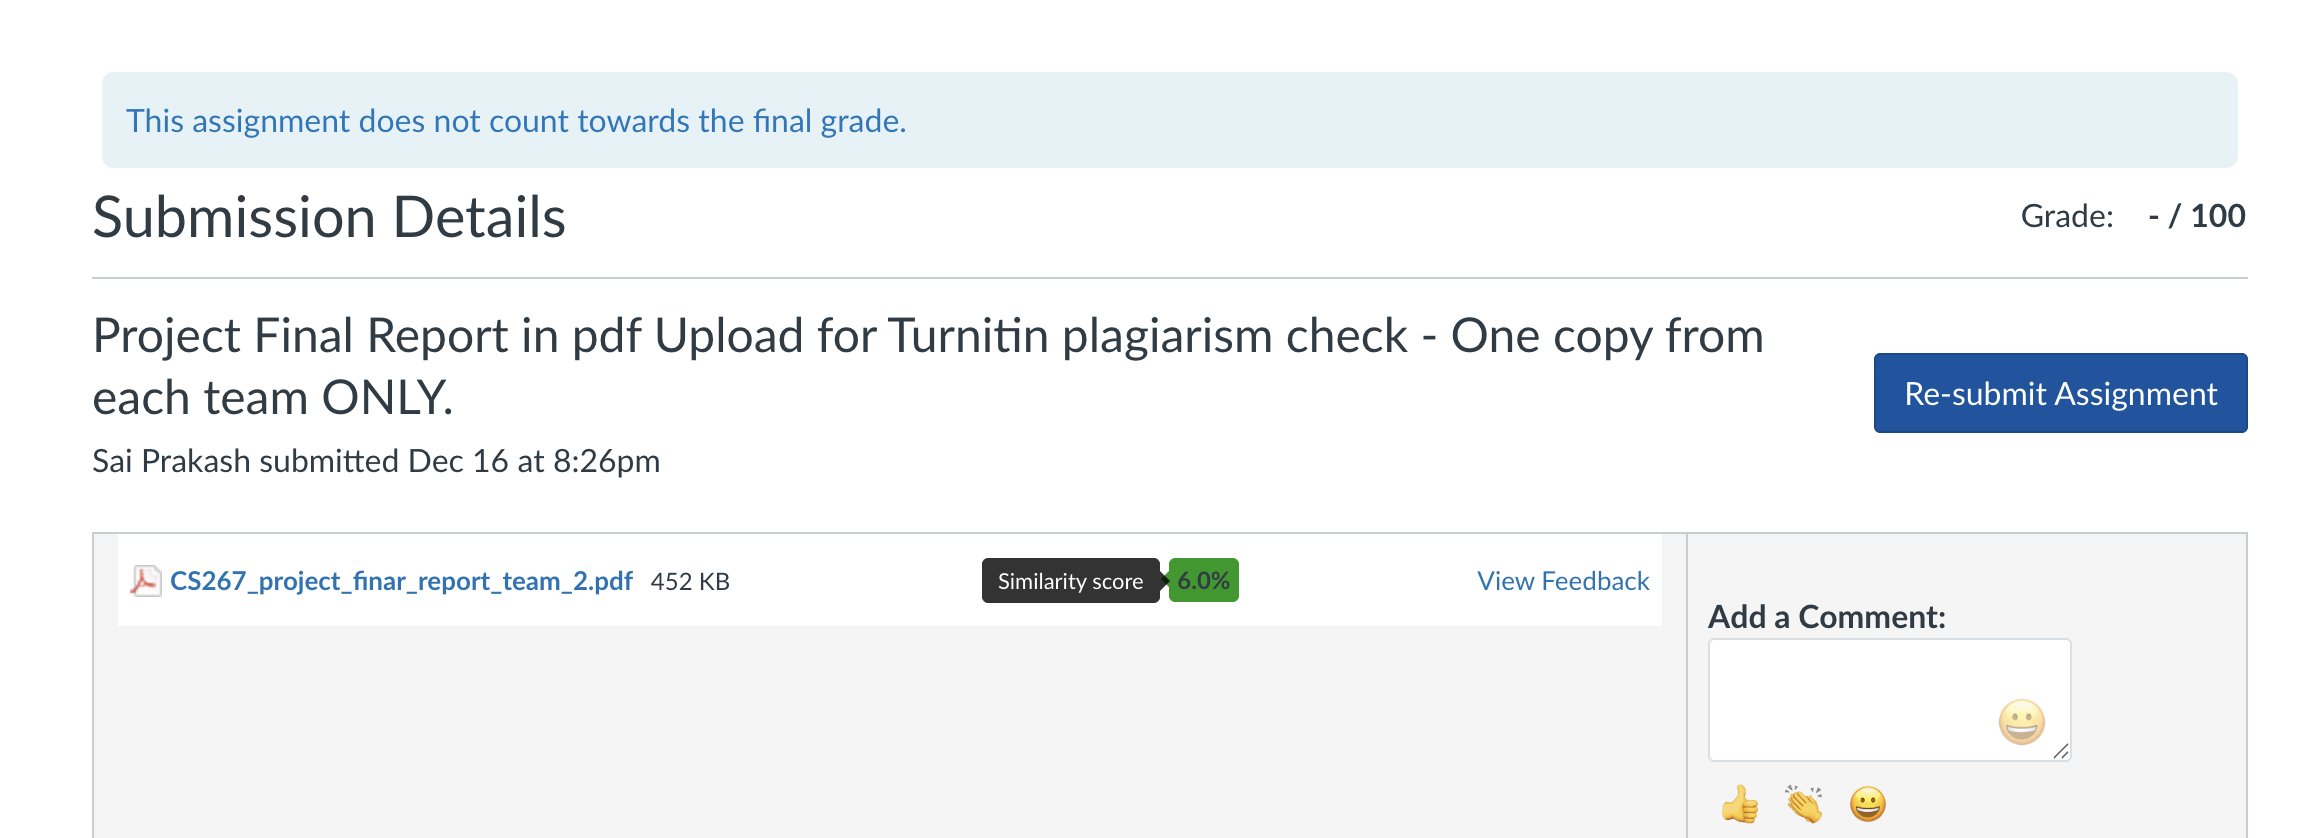 This assignment does not count towards the final grade.
Submission Details
Grade: - / 100
Project Final Report in pdf Upload for Turnitin plagiarism check - One copy from
each team ONLY.
Re-submit Assignment
Sai Prakash submitted Dec 16 at 8:26pm
CS267_project_finar_report_team_2.pdf 452 KB
Similarity score 6.0%
View Feedback
Add a Comment: